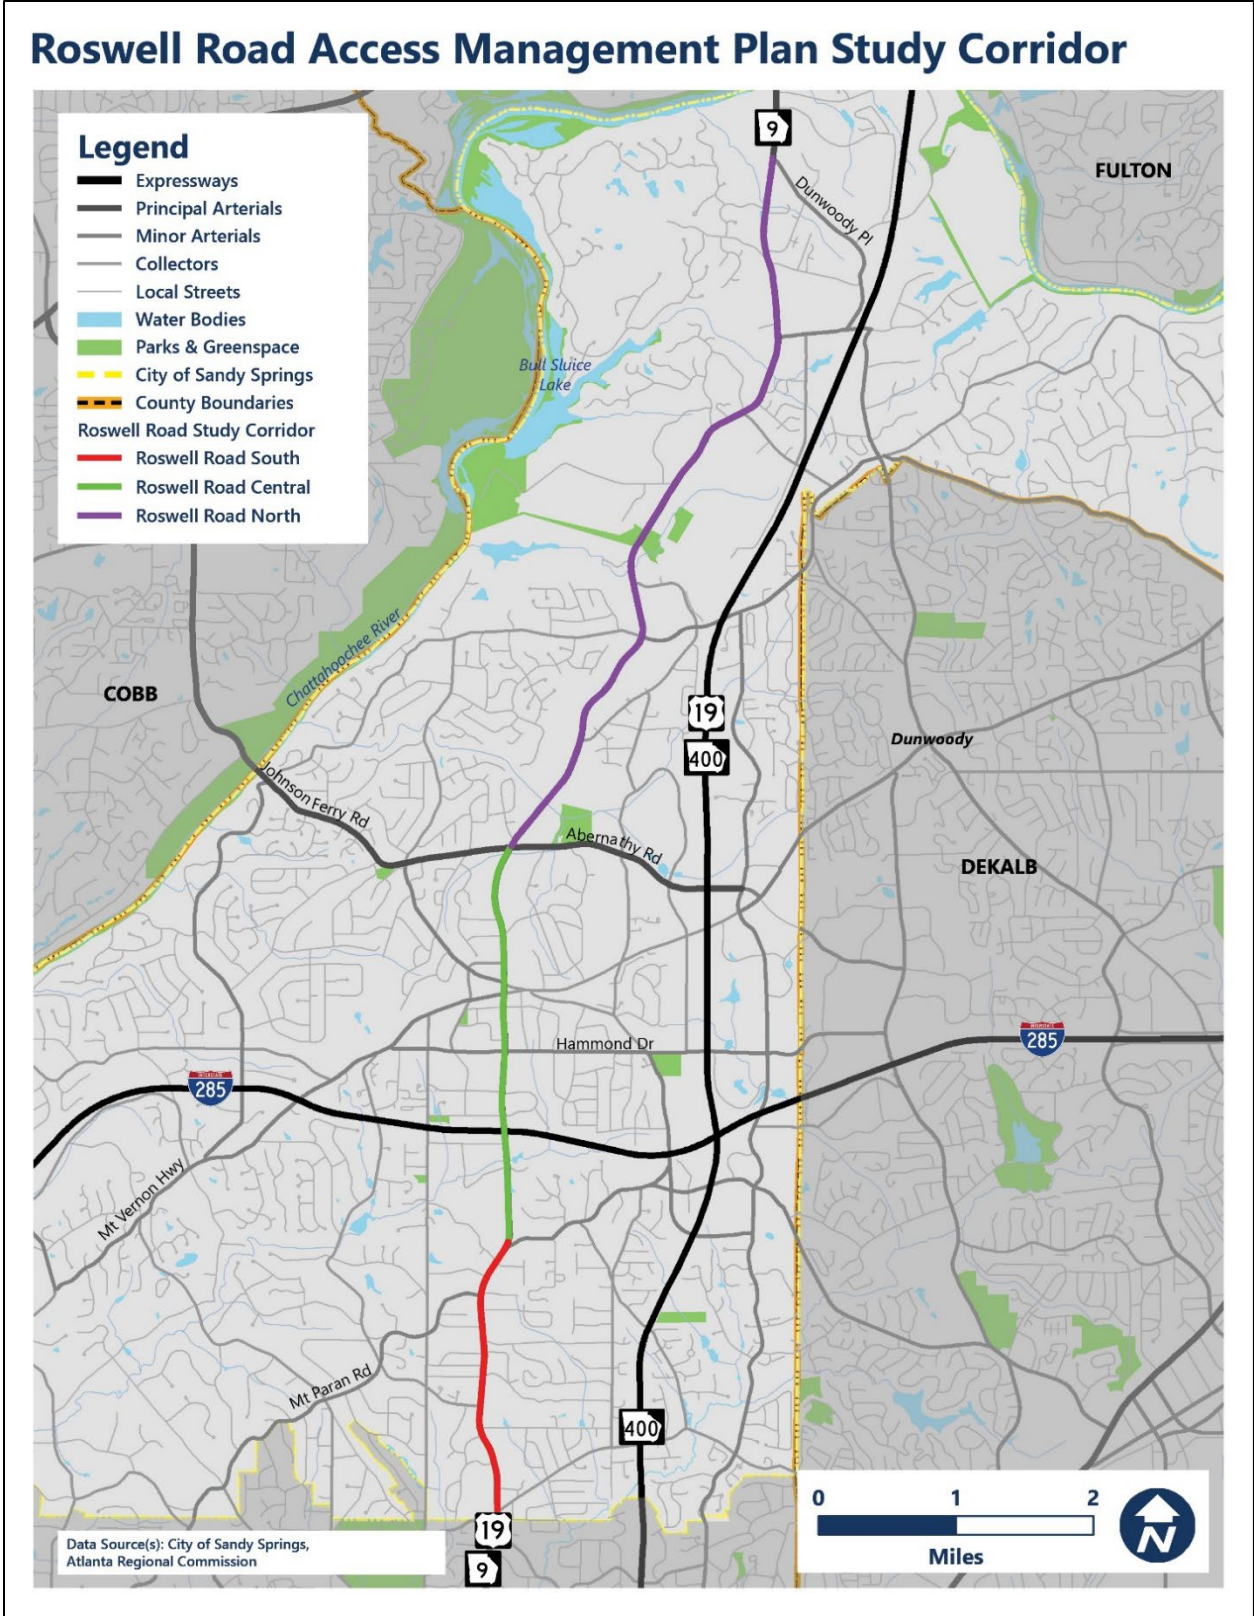 Roswell Road Access Management Plan Study Corridor
Legend
Expressways
Principal Arterials
Minor Arterials
Collectors
Local Streets
Water Bodies
Parks & Greenspace
City of Sandy Springs
County Boundaries
Roswell Road Study Corridor
Roswell Road South
Roswell Road Central
Roswell Road North
9
Dunwoody Pl
FULTON
Bull Sluice
Lake
Chattahoochee River
COBB
19
400
Dunwoody
Johnson Ferry Rd
Abernathy Rd
DEKALB
Hammond Dr
285
INTERSTATE
285
Mt Vernon Hwy
Mt Paran Rd
400
19
9
Data Source(s): City of Sandy Springs,
Atlanta Regional Commission
0 1 2
Miles
N